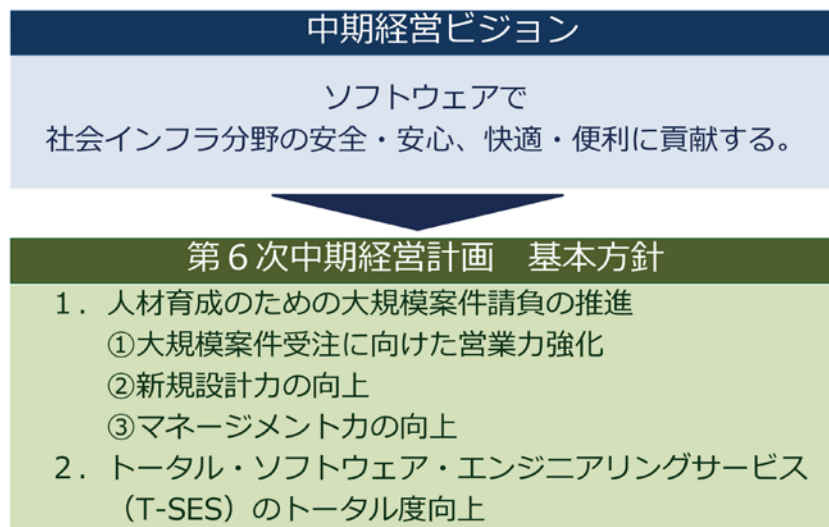 中期経営ビジョン
ソフトウェアで
社会インフラ分野の安全・安心、快適・便利に貢献する。
第６次中期経営計画　基本方針
１．人材育成のための大規模案件請負の推進
①大規模案件受注に向けた営業力強化
②新規設計力の向上
③マネージメント力の向上
２．トータル・ソフトウェア・エンジニアリングサービス
（T-SES）のトータル度向上